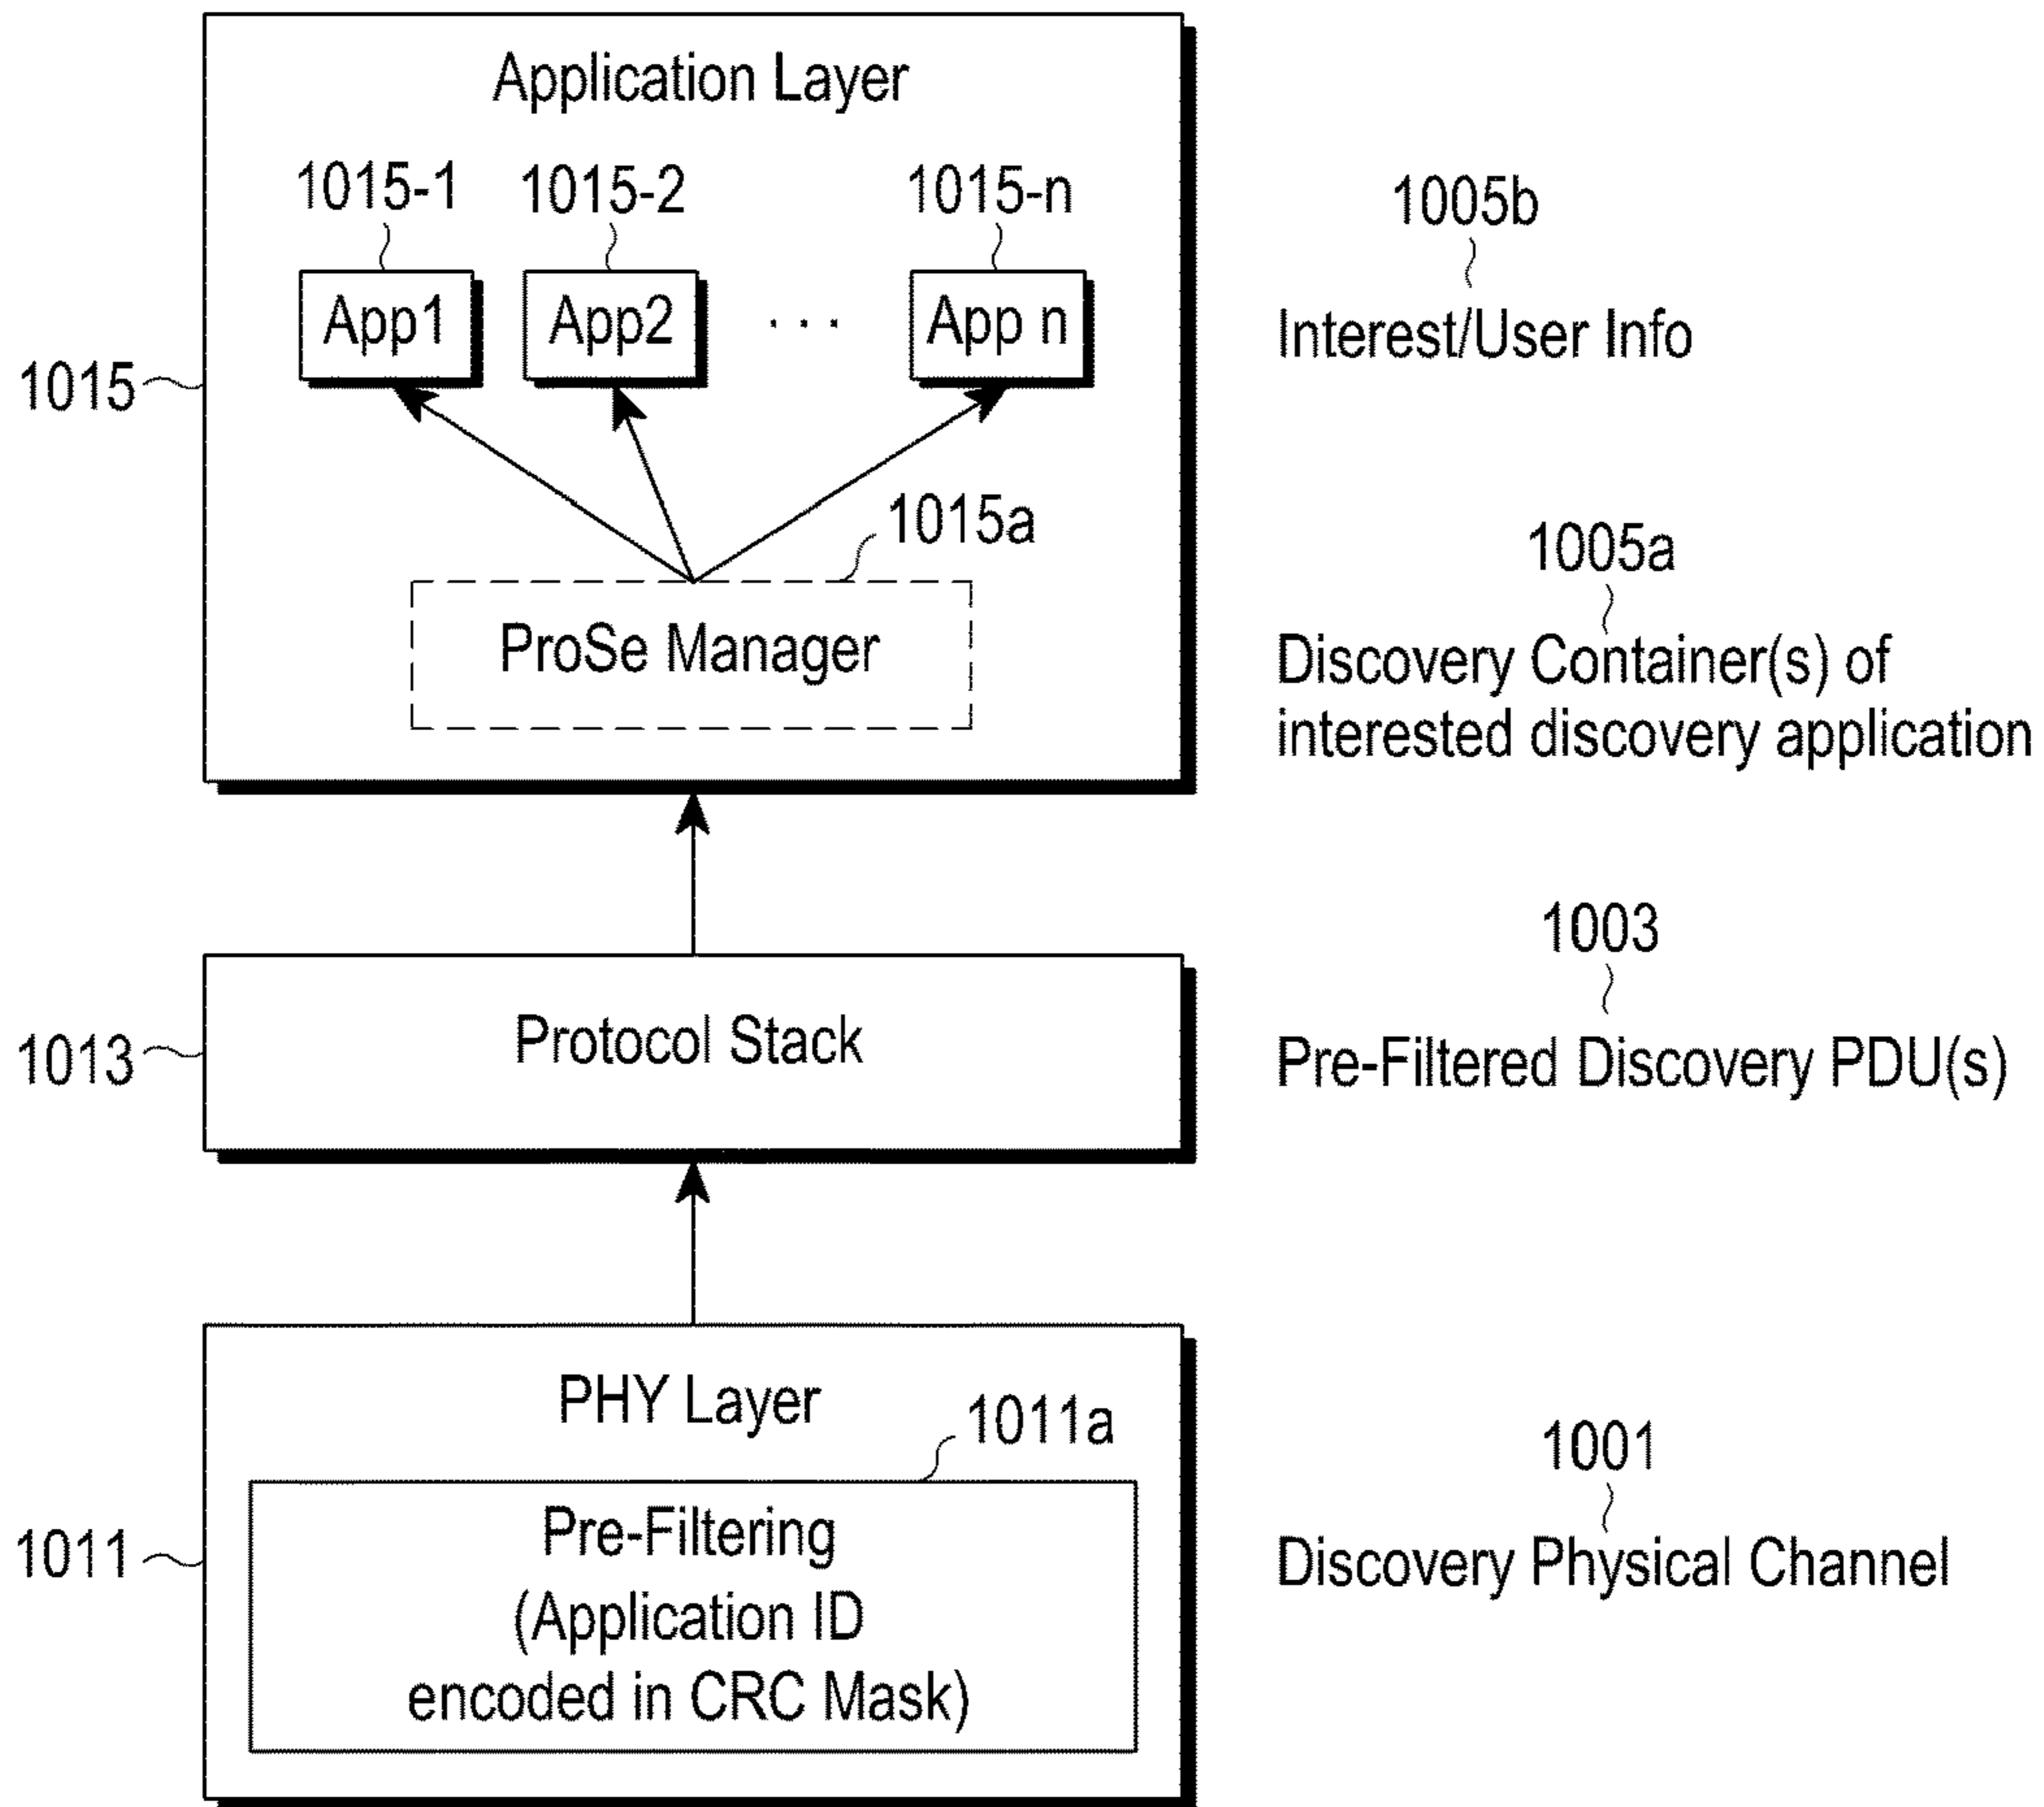 Application Layer
1015-1 1015-2 1015-n
1005b
App1 App2 ... App n
Interest/User Info
1015
1015a
1005a
ProSe Manager
Discovery Container(s) of
interested discovery application
1003
Protocol Stack
1013
Pre-Filtered Discovery PDU(s)
PHY Layer
1011a
1001
Pre-Filtering
1011
Discovery Physical Channel
(Application ID
encoded in CRC Mask)